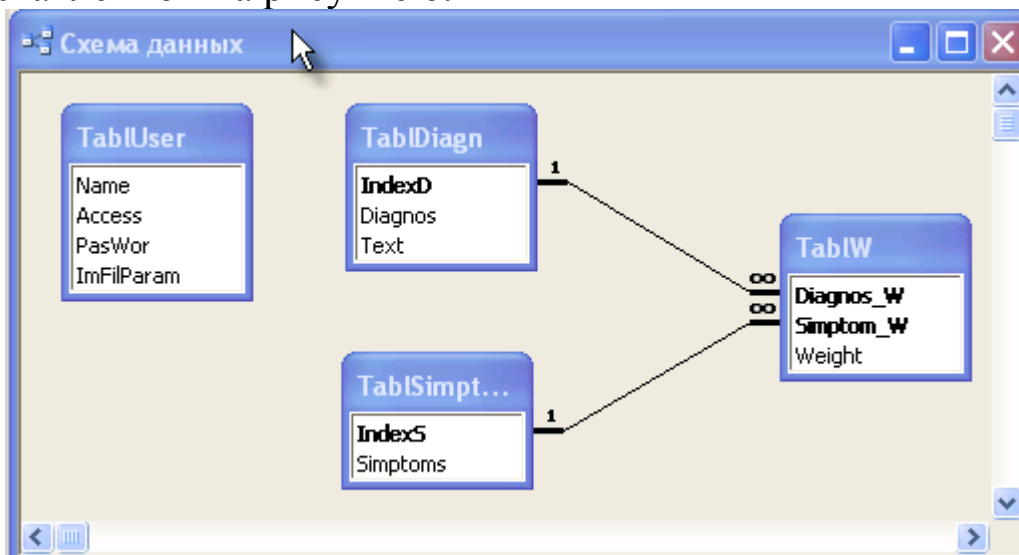 Схема данных
TablUser
Name
Access
PasWor
ImFilParam
TablDiagn
IndexD
Diagnos
Text
1
TablW
∞
Diagnos_W
∞
Simptom_W
Weight
TablSimpt...
IndexS
Simptoms
1